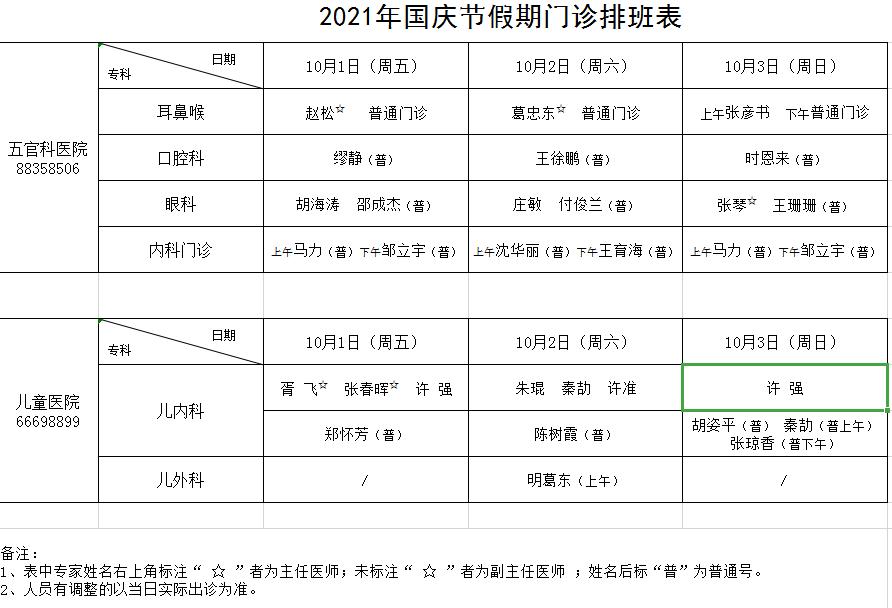 2021年国庆节假期门诊排班表
日期
专科
10月1日（周五）
10月2日（周六）
10月3日（周日）
五官科医院
88358506
耳鼻喉
赵松☆ 普通门诊
葛忠东☆ 普通门诊
上午张彦书 下午普通门诊
口腔科
缪静（普）
王徐鹏（普）
时恩来（普）
眼科
胡海涛 邵成杰（普）
庄敏 付俊兰（普）
张琴☆ 王珊珊（普）
内科门诊
上午马力（普）下午邹立宇（普）
上午沈华丽（普）下午王育海（普）
上午马力（普）下午邹立宇（普）
日期
专科
10月1日（周五）
10月2日（周六）
10月3日（周日）
儿童医院
66698899
儿内科
胥 飞☆ 张春晖☆ 许 强
朱琨 秦劼 许准
许 强
郑怀芳（普）
陈树霞（普）
胡姿平（普） 秦劼（普上午）
张琼香（普下午）
儿外科
/
明葛东（上午）
/
备注：
1、表中专家姓名右上角标注“ ☆ ”者为主任医师；未标注“ ☆ ”者为副主任医师 ；姓名后标“普”为普通号。
2、人员有调整的以当日实际出诊为准。